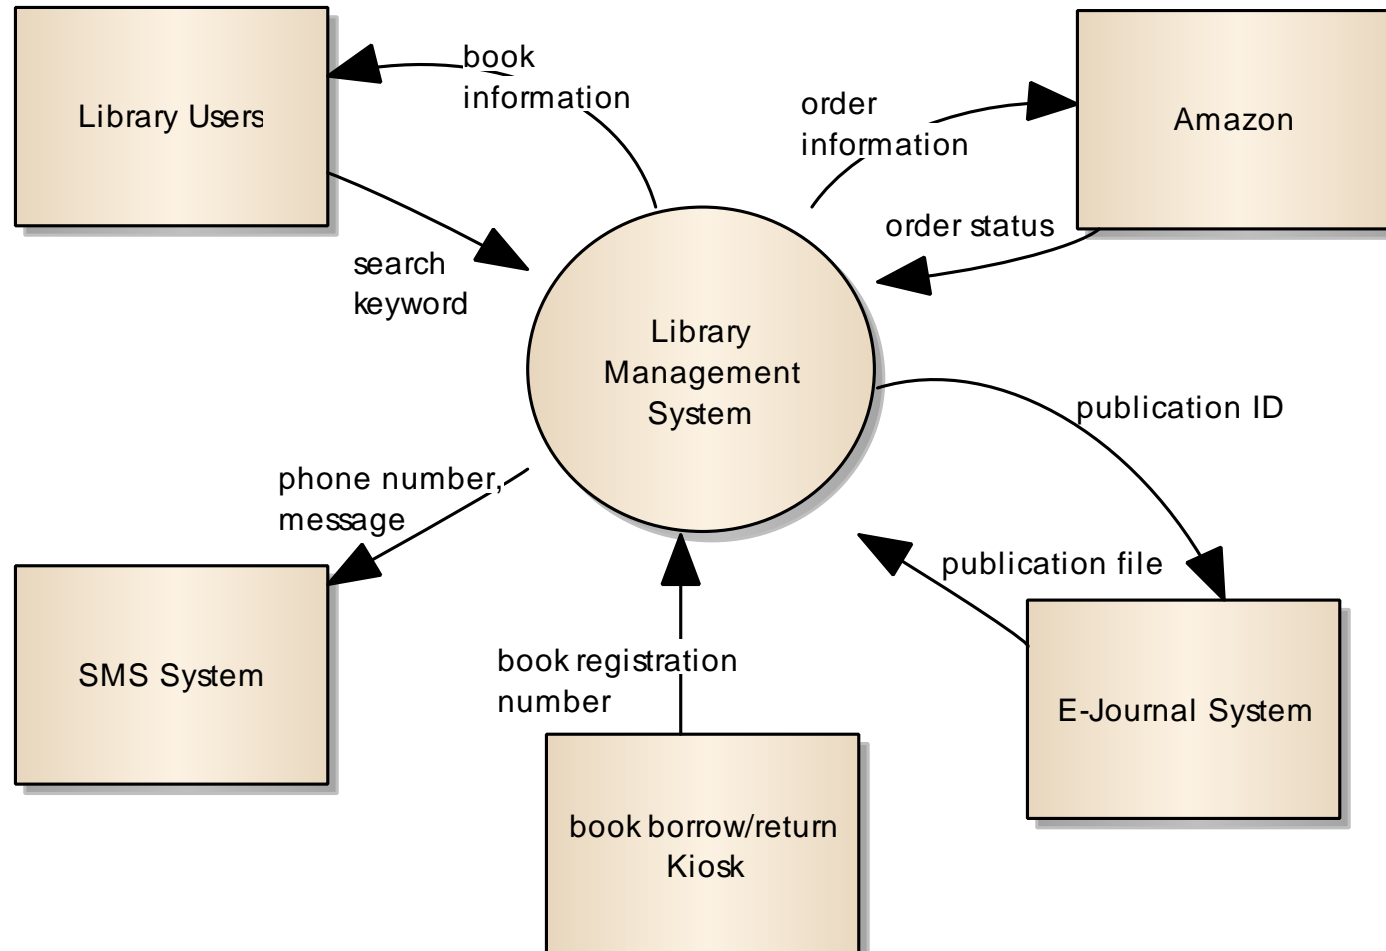 book
information
Library Users
order
information
Amazon
order status
search
keyword
Library
Management
System
publication ID
phone number,
message
publication file
SMS System
book registration
number
E-Journal System
book borrow/return
Kiosk